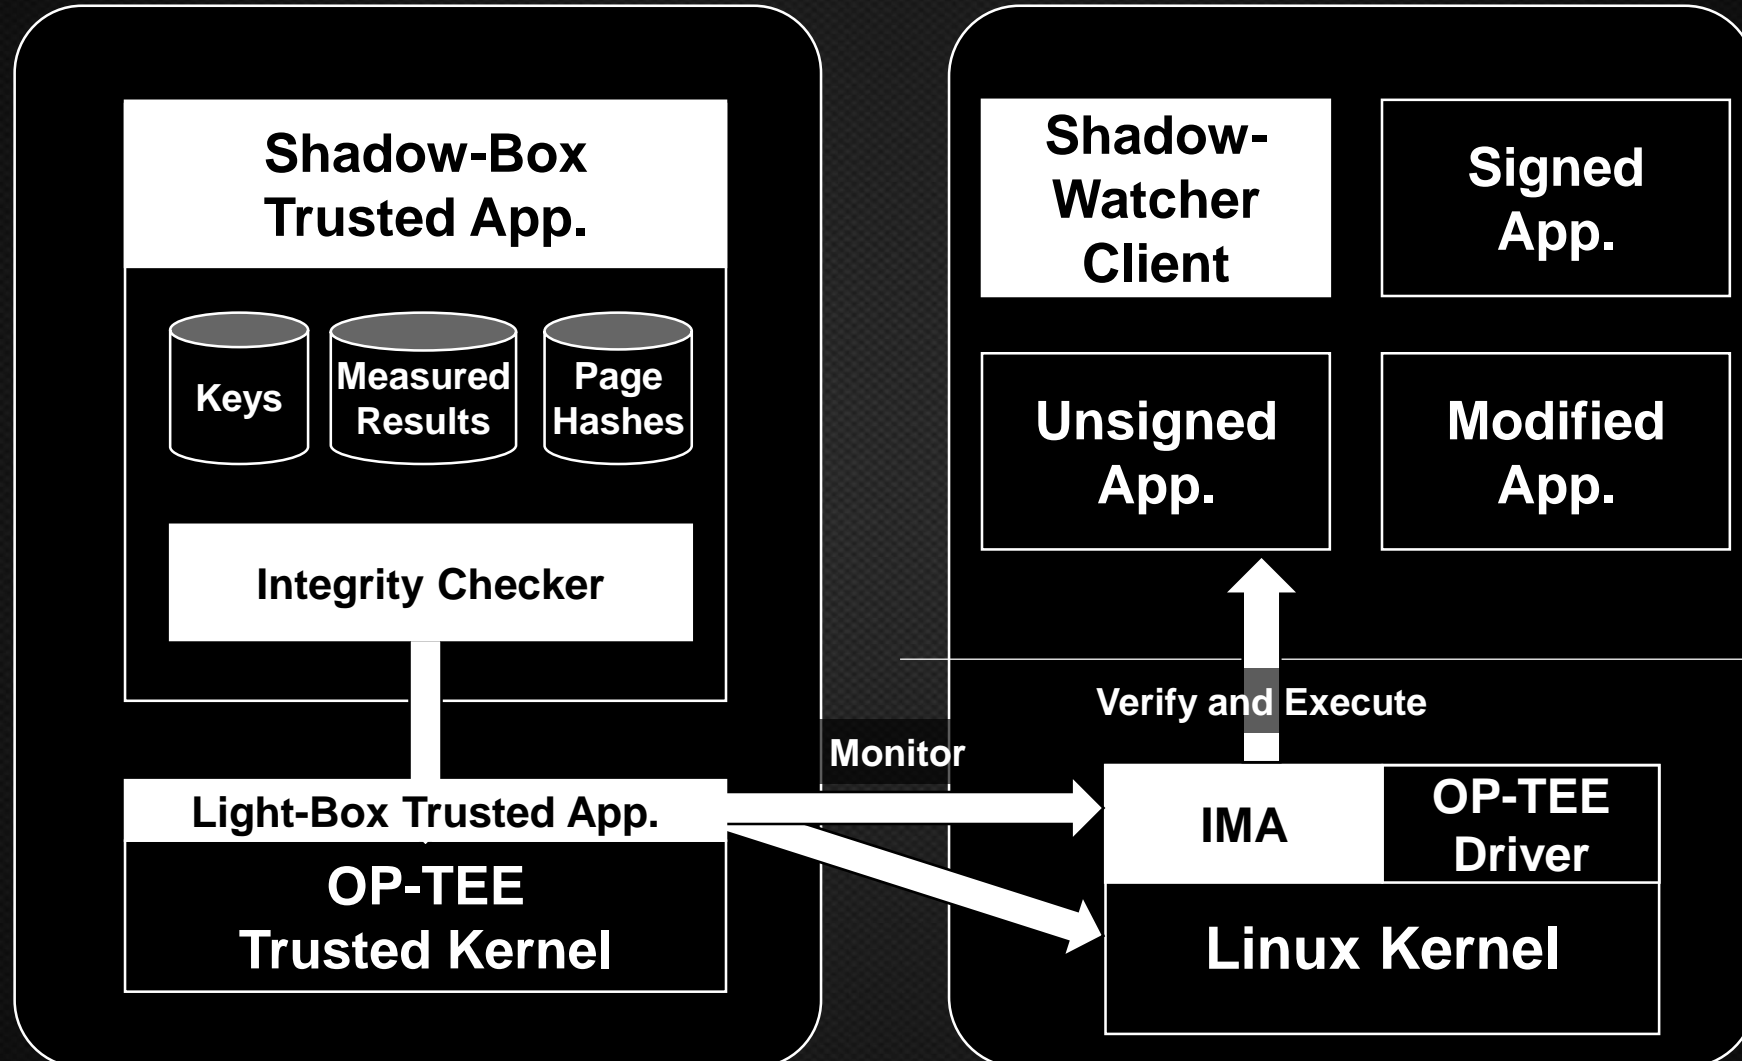 Shadow-Box
Trusted App.
Keys
Measured
Results
Page
Hashes
Integrity Checker
Light-Box Trusted App.
OP-TEE
Trusted Kernel
Monitor
Shadow-
Watcher
Client
Signed
App.
Unsigned
App.
Modified
App.
Verify and Execute
IMA
OP-TEE
Driver
Linux Kernel